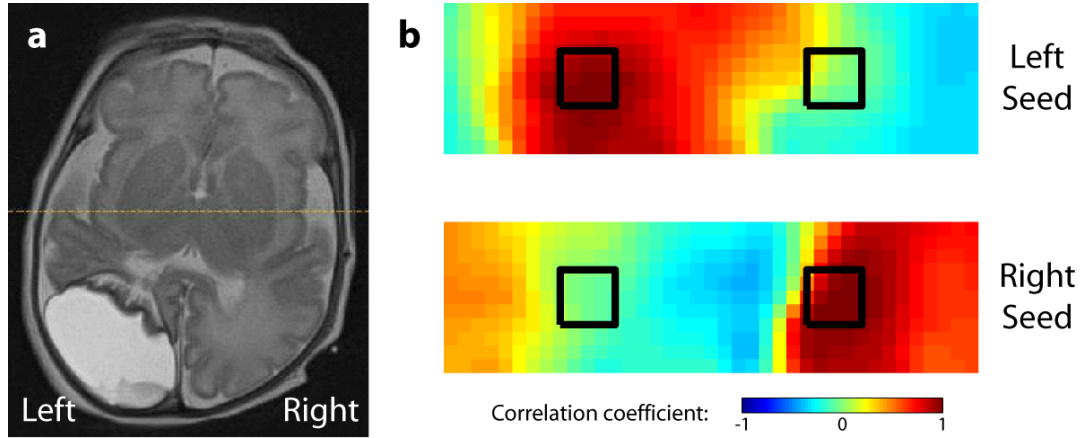 a
b
Left
Seed
Right
Seed
Left
Right
Correlation coefficient:
-1
0
1